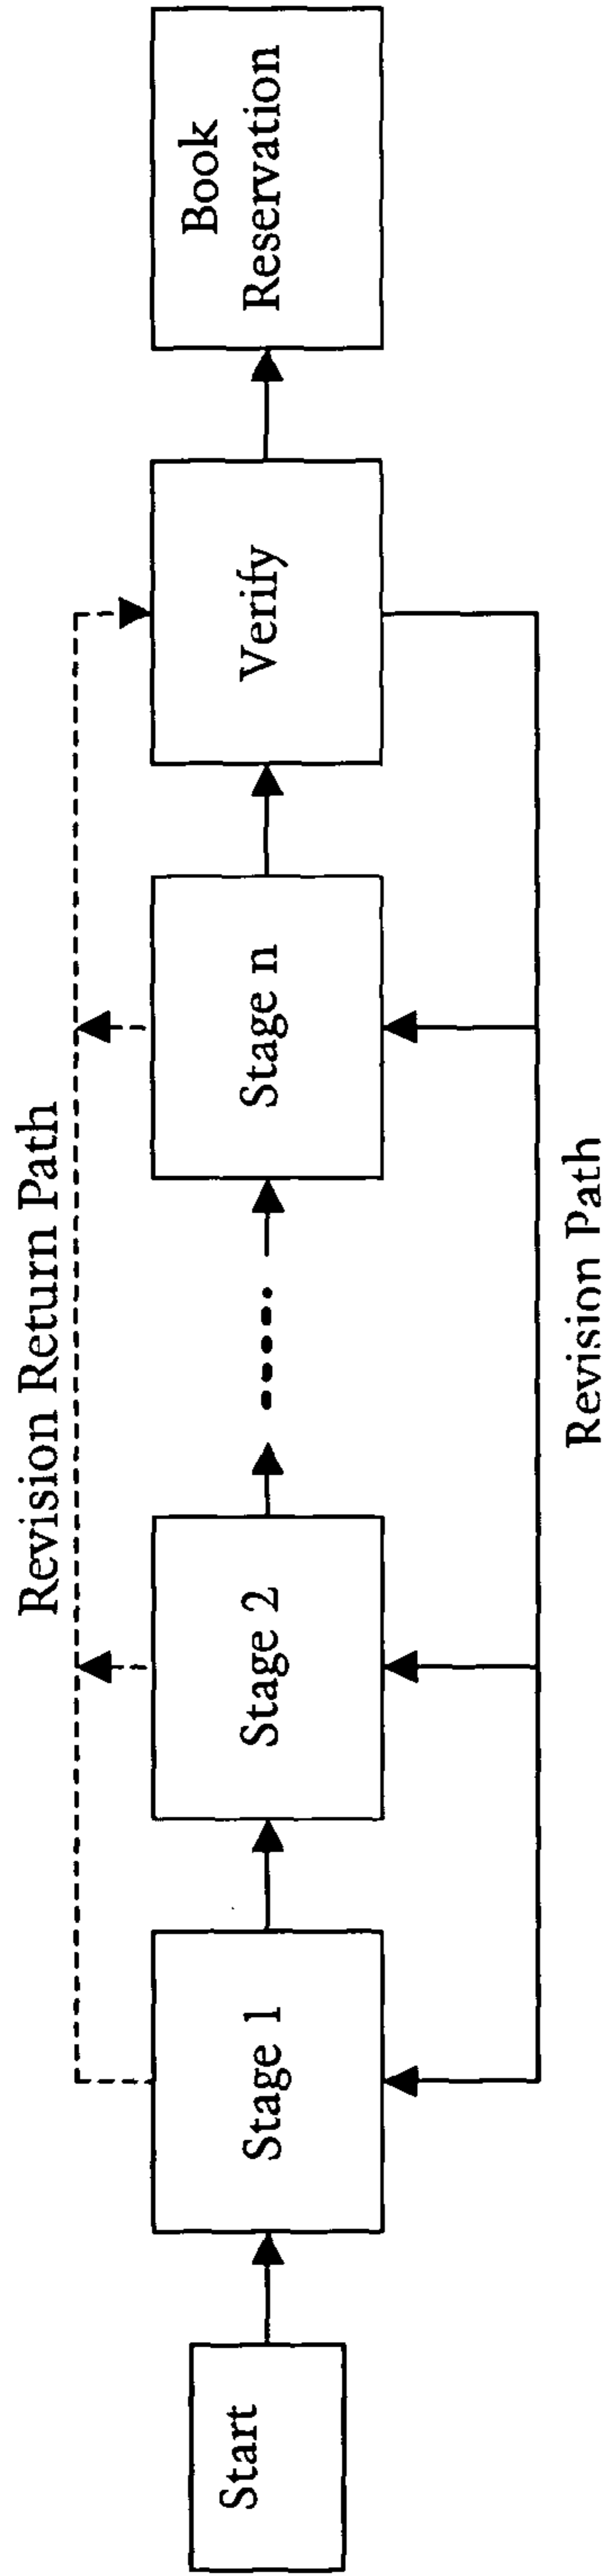 Revision Return Path
Start
Stage 1
Stage 2
Stage n
Verify
Book
Reservation
Revision Path